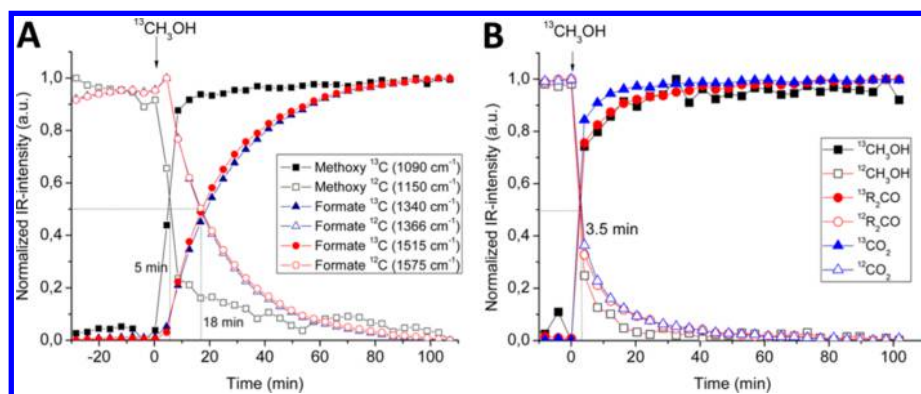 ¹³CH₃OH
A
Normalized IR-intensity (a.u.)
1,0
0,8
0,6
0,4
0,2
0,0
Methoxy ¹³C (1090 cm⁻¹)
Methoxy ¹²C (1150 cm⁻¹)
Formate ¹³C (1340 cm⁻¹)
Formate ¹²C (1366 cm⁻¹)
Formate ¹³C (1515 cm⁻¹)
Formate ¹²C (1575 cm⁻¹)
5 min
18 min
-20 0 20 40 60 80 100
Time (min)
¹³CH₃OH
B
Normalized IR-intensity (a.u.)
1,0
0,8
0,6
0,4
0,2
0,0
¹³CH₃OH
¹²CH₃OH
¹³R₂CO
¹²R₂CO
¹³CO₂
¹²CO₂
3.5 min
0 20 40 60 80 100
Time (min)